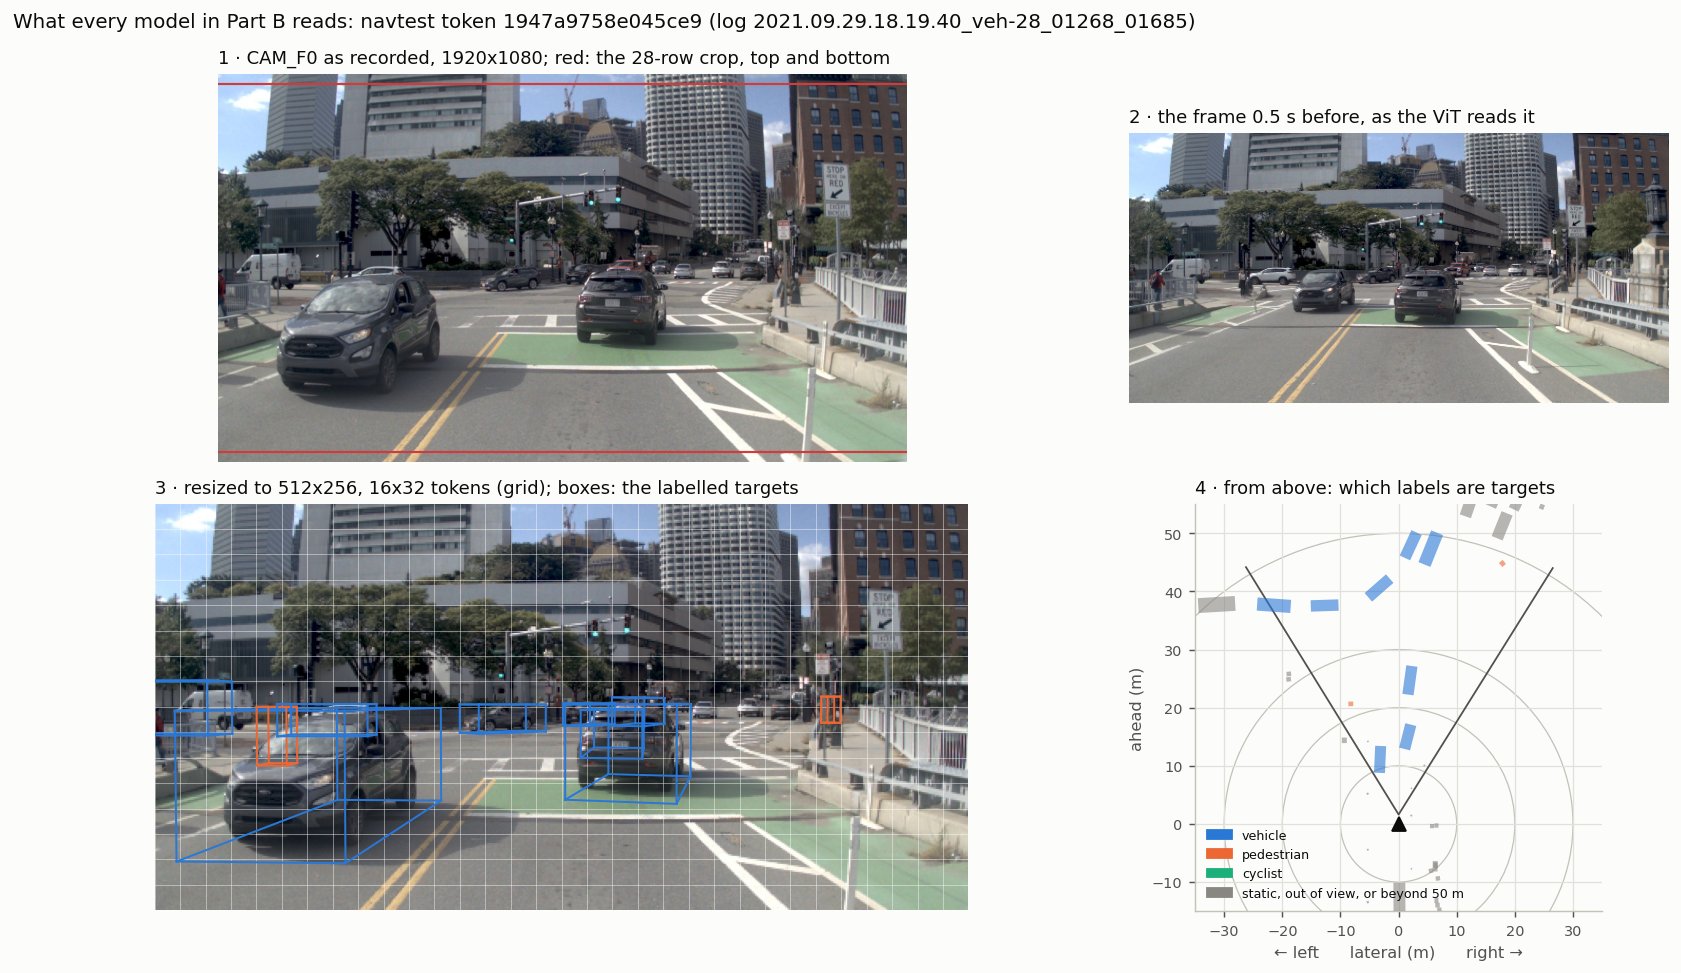 What every model in Part B reads: navtest token 1947a9758e045ce9 (log 2021.09.29.18.19.40_veh-28_01268_01685)
1 · CAM_F0 as recorded, 1920x1080; red: the 28-row crop, top and bottom
STOP
HERE ON
RED
EXCEPT
BICYCLES
2 · the frame 0.5 s before, as the ViT reads it
3 · resized to 512x256, 16x32 tokens (grid); boxes: the labelled targets
STOP
RED
4 · from above: which labels are targets
ahead (m)
50
40
30
20
10
0
−10
vehicle
pedestrian
cyclist
static, out of view, or beyond 50 m
−30
−20
−10
0
10
20
30
← left lateral (m) right →